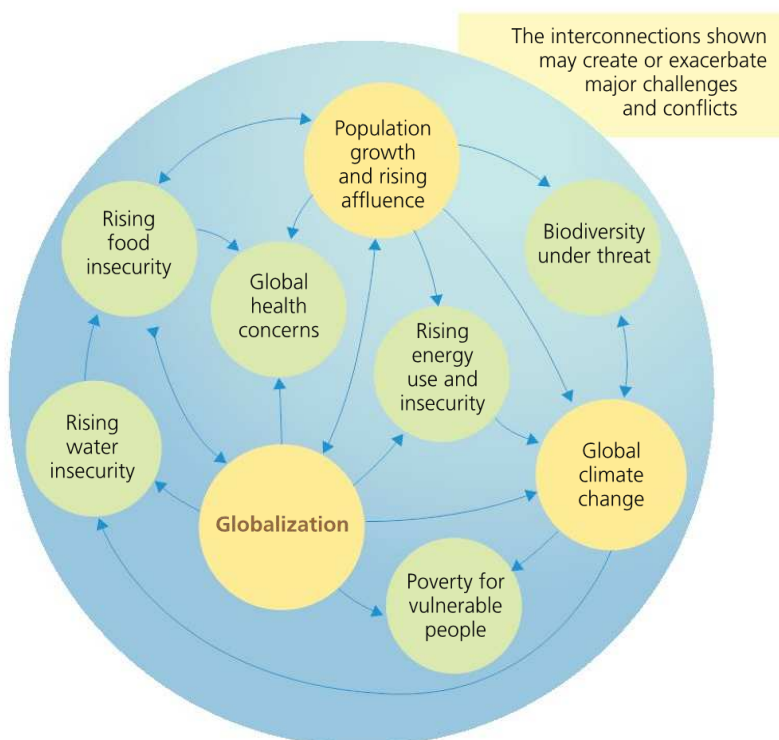 The interconnections shown
may create or exacerbate
major challenges
and conflicts
Population
growth
and rising
affluence
Rising
food
insecurity
Biodiversity
under threat
Global
health
concerns
Rising
energy
use and
insecurity
Rising
water
insecurity
Global
climate
change
Globalization
Poverty for
vulnerable
people